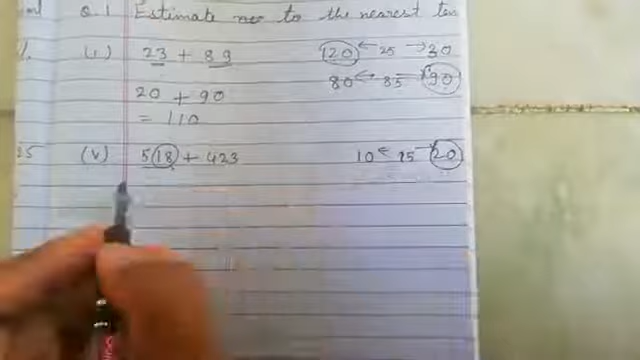 Q. 1 Estimate to the nearest ten
(i) 23 + 89 20 ← 25 → 30
80 ← 85 → 90
20 + 90
= 110
(v) 518 + 423 10 ← 15 → 20